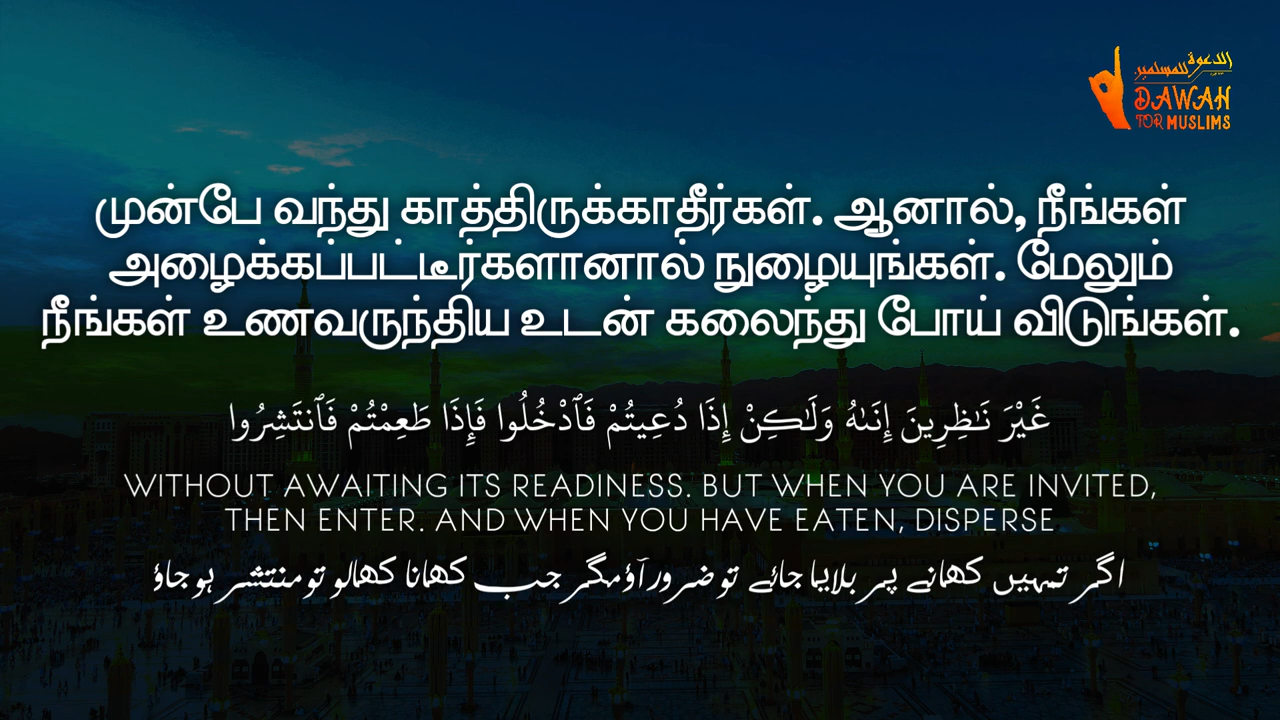 الدعوة للمسلمين
DAWAH
FOR MUSLIMS
முன்பே வந்து காத்திருக்காதீர்கள். ஆனால், நீங்கள்
அழைக்கப்பட்டீர்களானால் நுழையுங்கள். மேலும்
நீங்கள் உணவருந்திய உடன் கலைந்து போய் விடுங்கள்.
غَيْرَ نَـٰظِرِينَ إِنَىٰهُ وَلَـٰكِنْ إِذَا دُعِيتُمْ فَٱدْخُلُوا فَإِذَا طَعِمْتُمْ فَٱنتَشِرُوا
WITHOUT AWAITING ITS READINESS. BUT WHEN YOU ARE INVITED,
THEN ENTER. AND WHEN YOU HAVE EATEN, DISPERSE
اگر تمہیں کھانے پر بلایا جائے تو ضرور آؤ مگر جب کھانا کھالو تو منتشر ہو جاؤ